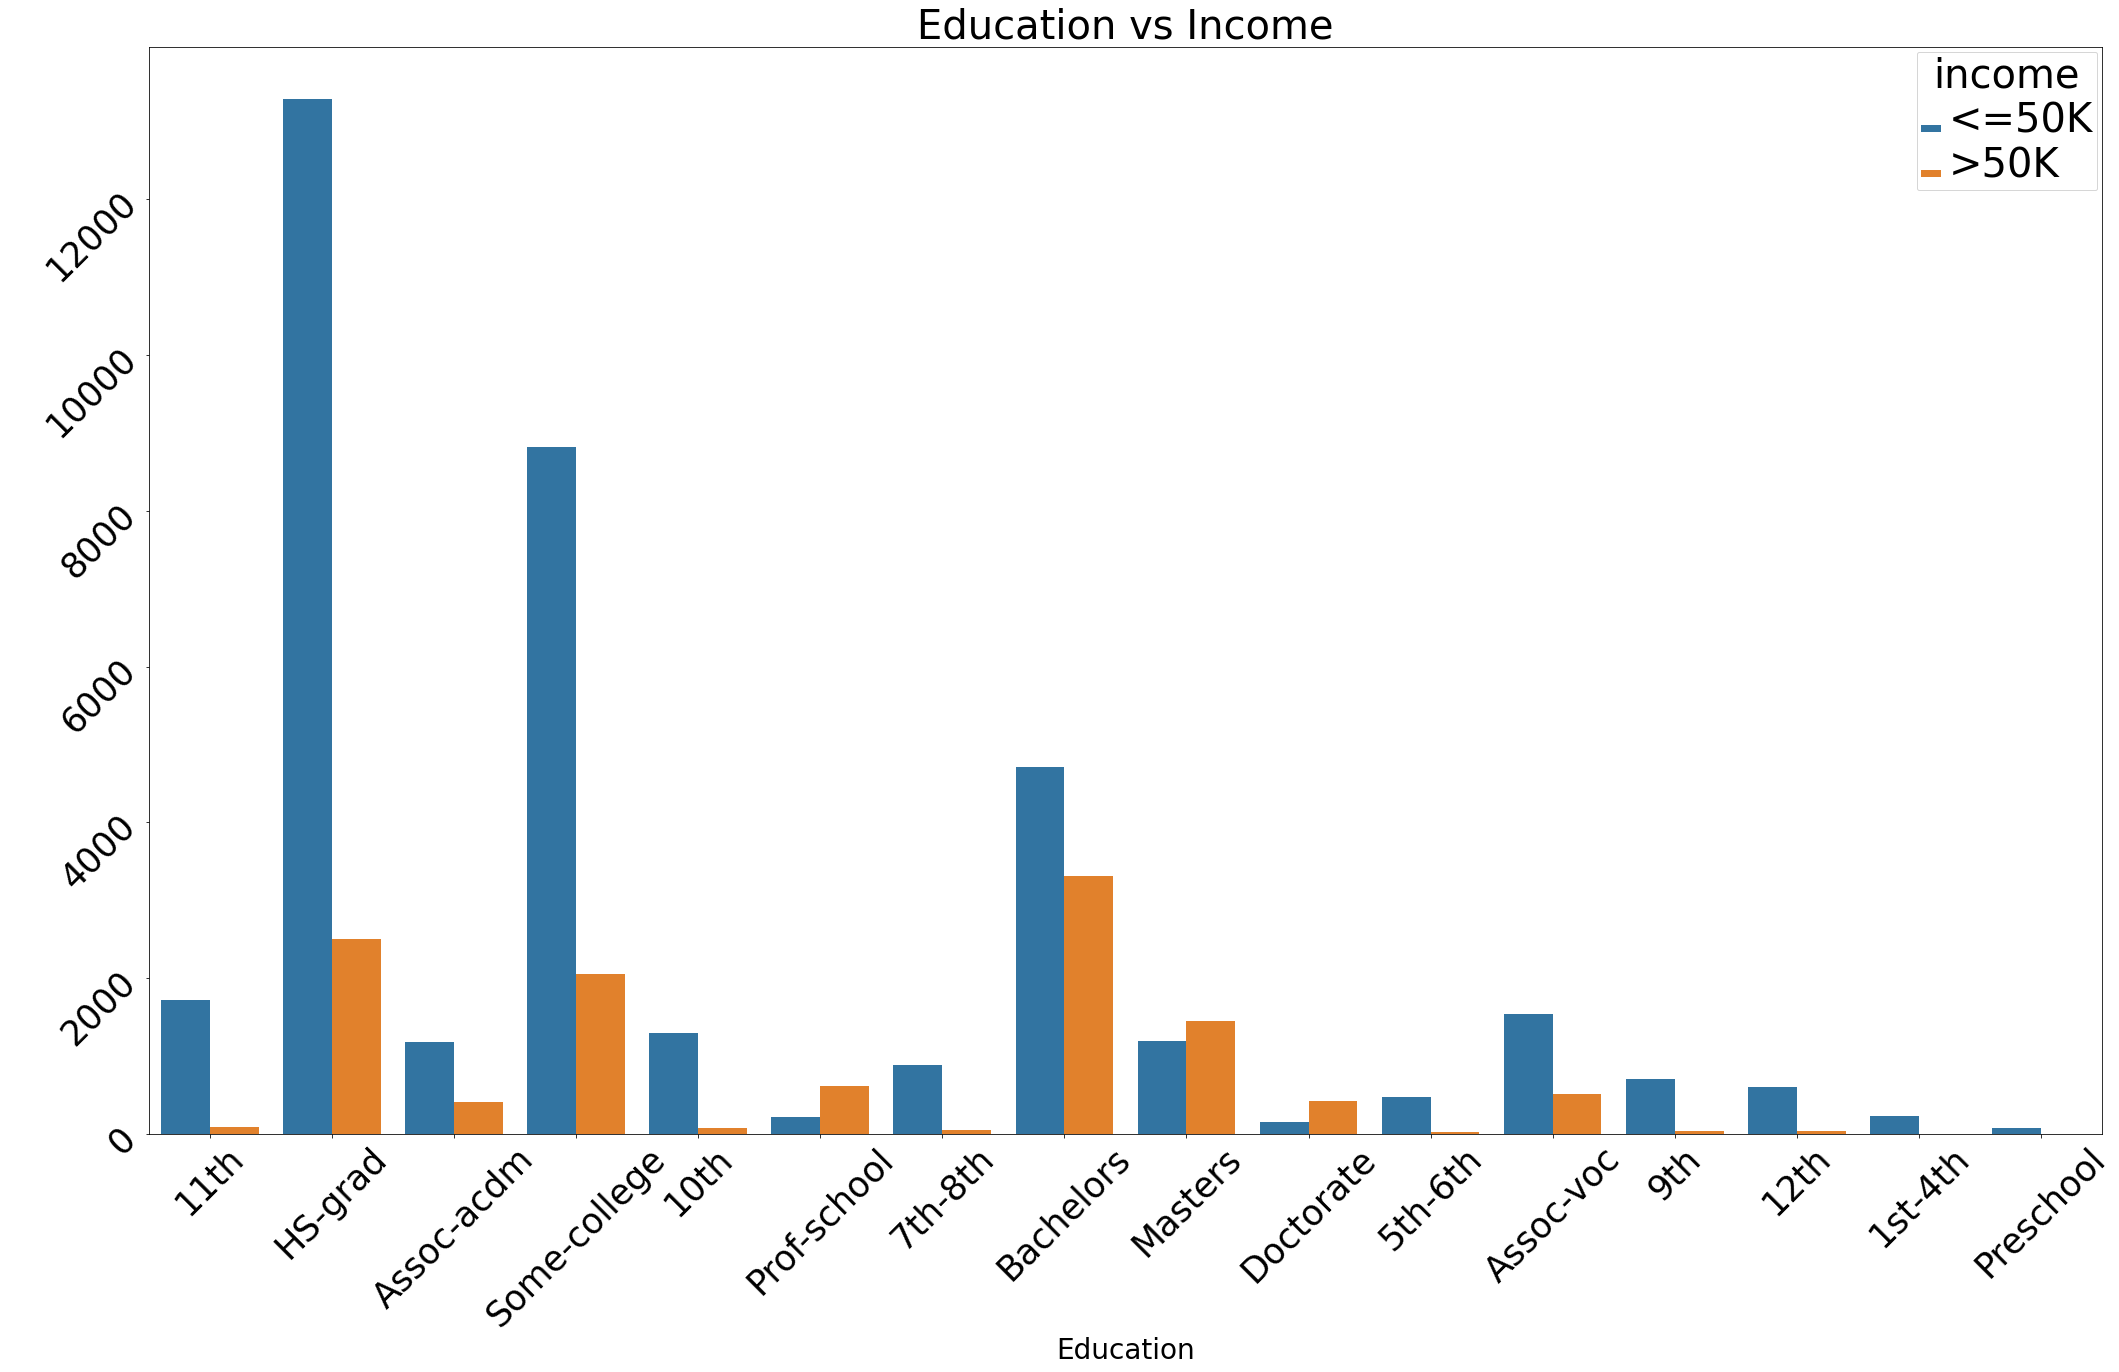 Education vs Income
income
<=50K
>50K
12000
10000
8000
6000
4000
2000
0
11th
HS-grad
Assoc-acdm
Some-college
10th
Prof-school
7th-8th
Bachelors
Masters
Doctorate
5th-6th
Assoc-voc
9th
12th
1st-4th
Preschool
Education